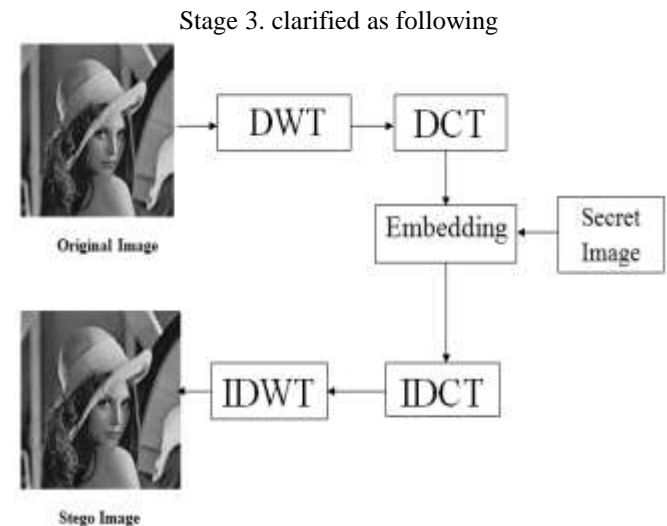 Stage 3. clarified as following
DWT
DCT
Embedding
Secret
Image
Original Image
IDWT
IDCT
Stego Image